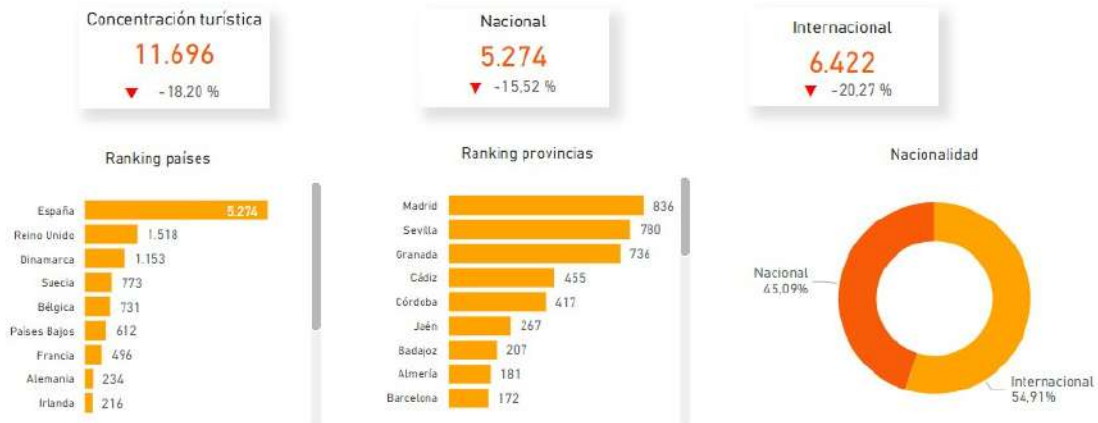 Concentración turística
11.696
▼ -18,20 %
Nacional
5.274
▼ -15,52 %
Internacional
6.422
▼ -20,27 %
Ranking países
España 5.274
Reino Unido 1.518
Dinamarca 1.153
Suecia 773
Bélgica 731
Países Bajos 612
Francia 496
Alemania 234
Irlanda 216
Ranking provincias
Madrid 836
Sevilla 780
Granada 736
Cádiz 455
Córdoba 417
Jaén 267
Badajoz 207
Almería 181
Barcelona 172
Nacionalidad
Nacional
45,09%
Internacional
54,91%